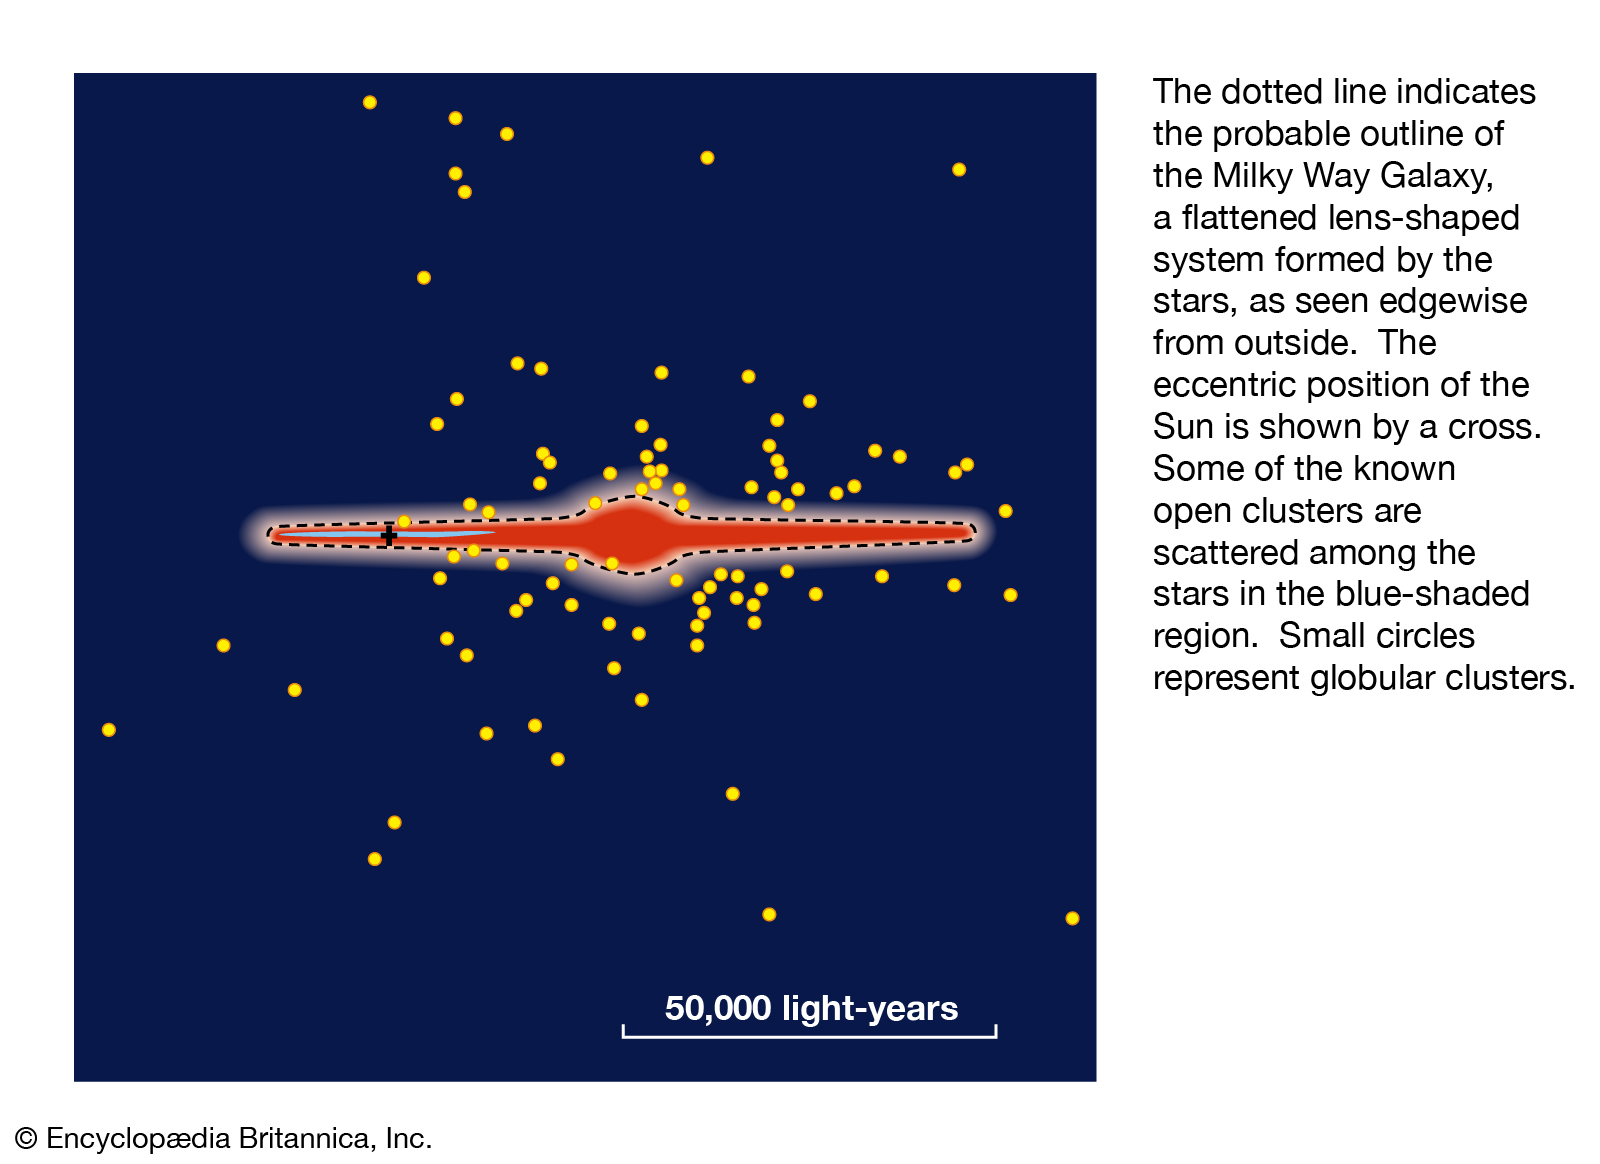 The dotted line indicates
the probable outline of
the Milky Way Galaxy,
a flattened lens-shaped
system formed by the
stars, as seen edgewise
from outside.  The
eccentric position of the
Sun is shown by a cross.
Some of the known
open clusters are
scattered among the
stars in the blue-shaded
region.  Small circles
represent globular clusters.
50,000 light-years
© Encyclopædia Britannica, Inc.